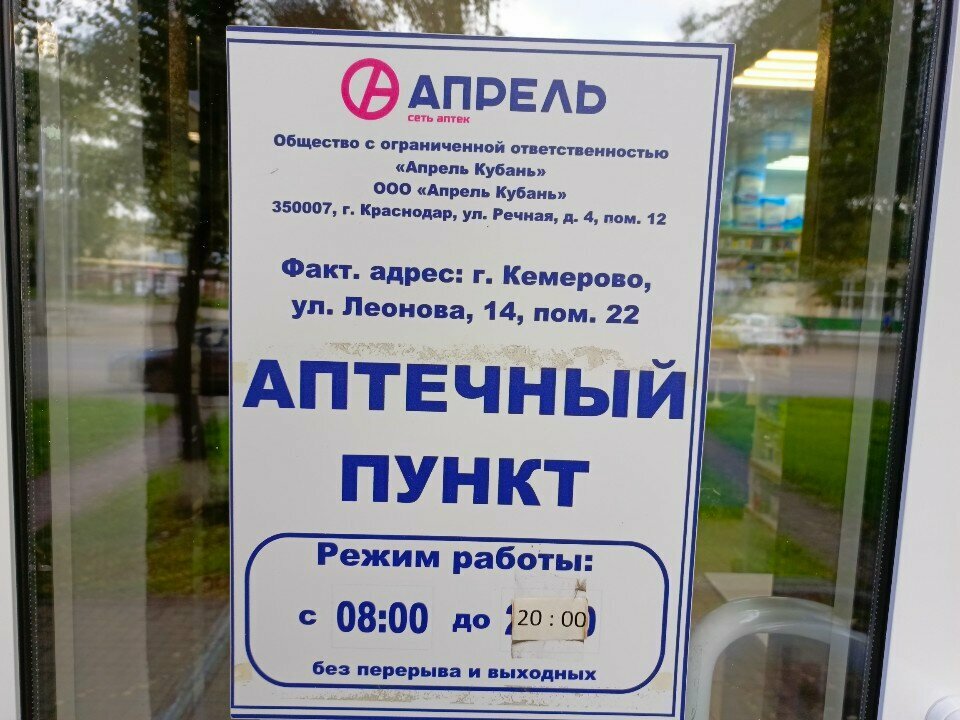 АПРЕЛЬ
сеть аптек
Общество с ограниченной ответственностью
«Апрель Кубань»
ООО «Апрель Кубань»
350007, г. Краснодар, ул. Речная, д. 4, пом. 12
Факт. адрес: г. Кемерово,
ул. Леонова, 14, пом. 22
АПТЕЧНЫЙ
ПУНКТ
Режим работы:
с 08:00 до 20 : 00
без перерыва и выходных